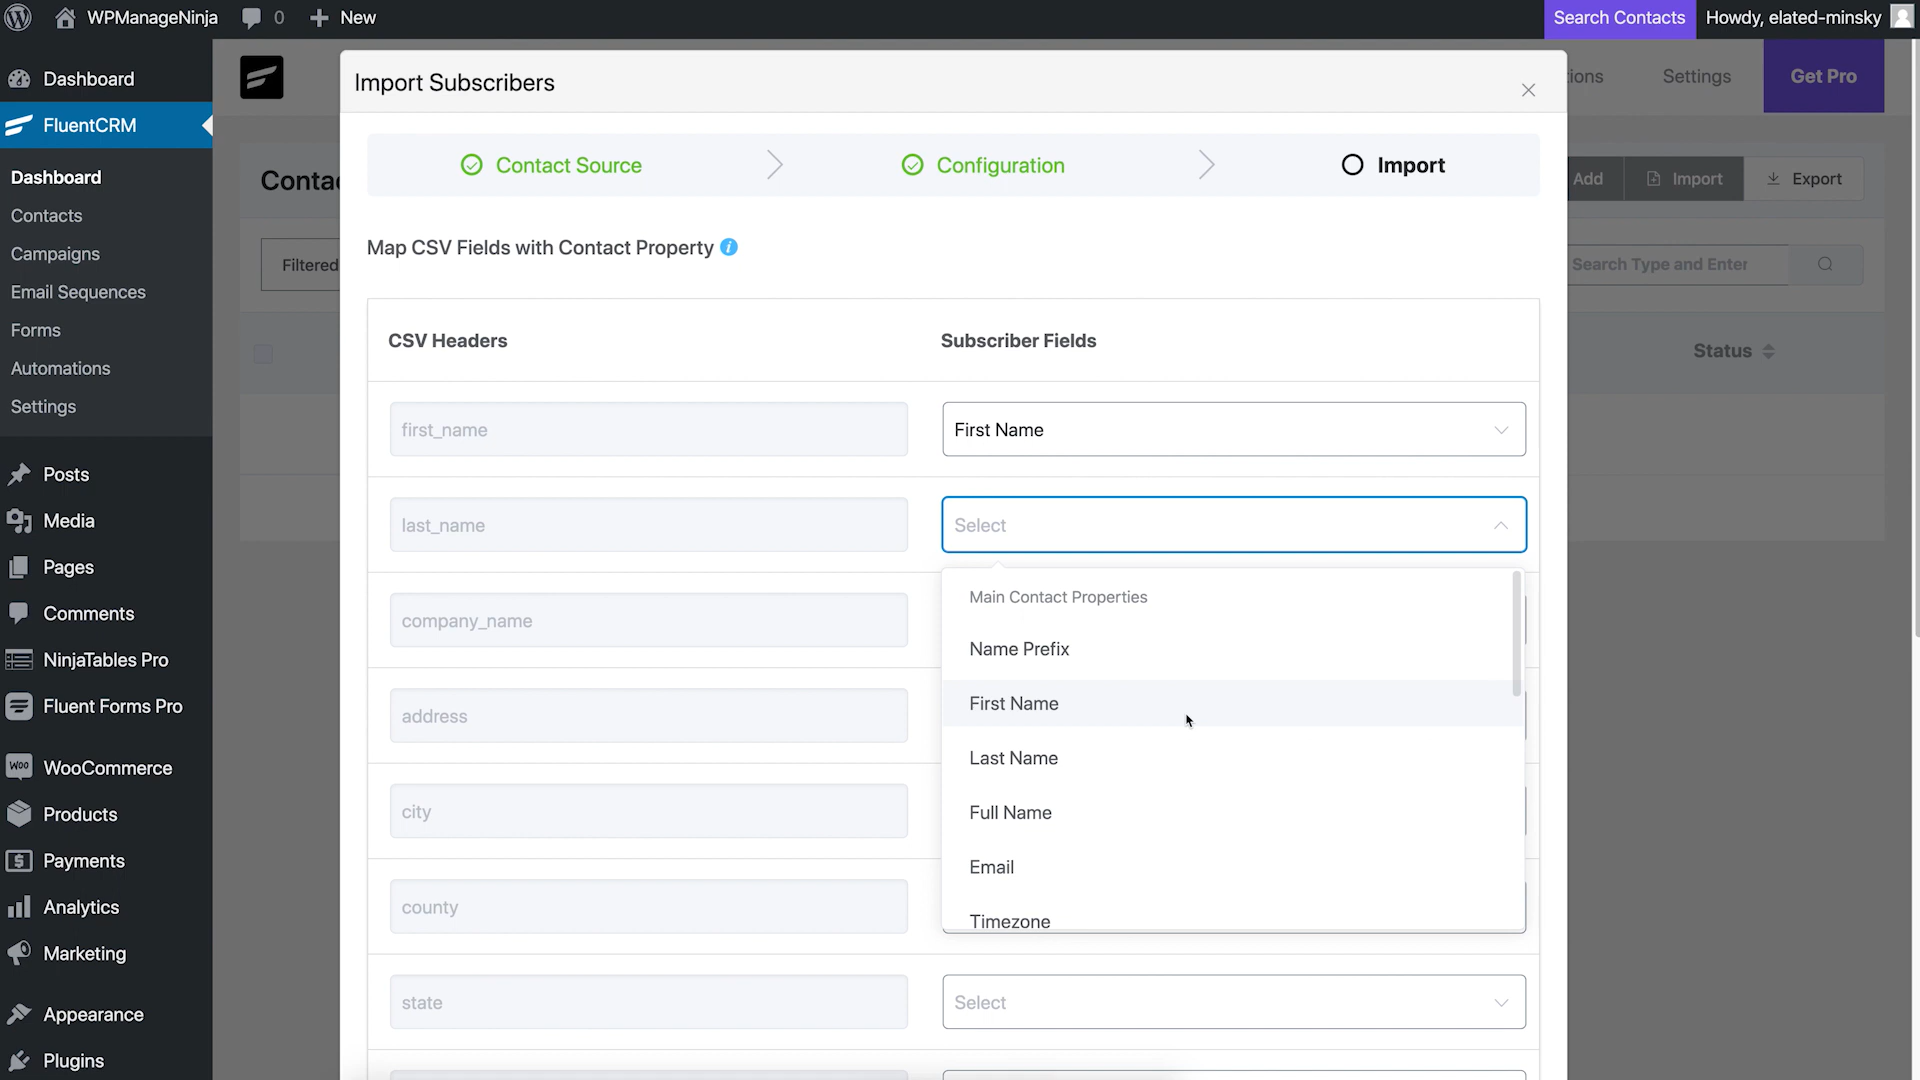 WPManageNinja
0
New
Search Contacts
Howdy, elated-minsky
Dashboard
FluentCRM
Dashboard
Contacts
Campaigns
Email Sequences
Forms
Automations
Settings
Posts
Media
Pages
Comments
NinjaTables Pro
Fluent Forms Pro
WooCommerce
Products
Payments
Analytics
Marketing
Appearance
Plugins
Settings
Get Pro
Add
Import
Export
Filtered
Search Type and Enter
Status
Import Subscribers
Contact Source
Configuration
Import
Map CSV Fields with Contact Property
CSV Headers
Subscriber Fields
first_name
First Name
last_name
Select
company_name
address
city
county
state
Select
Main Contact Properties
Name Prefix
First Name
Last Name
Full Name
Email
Timezone